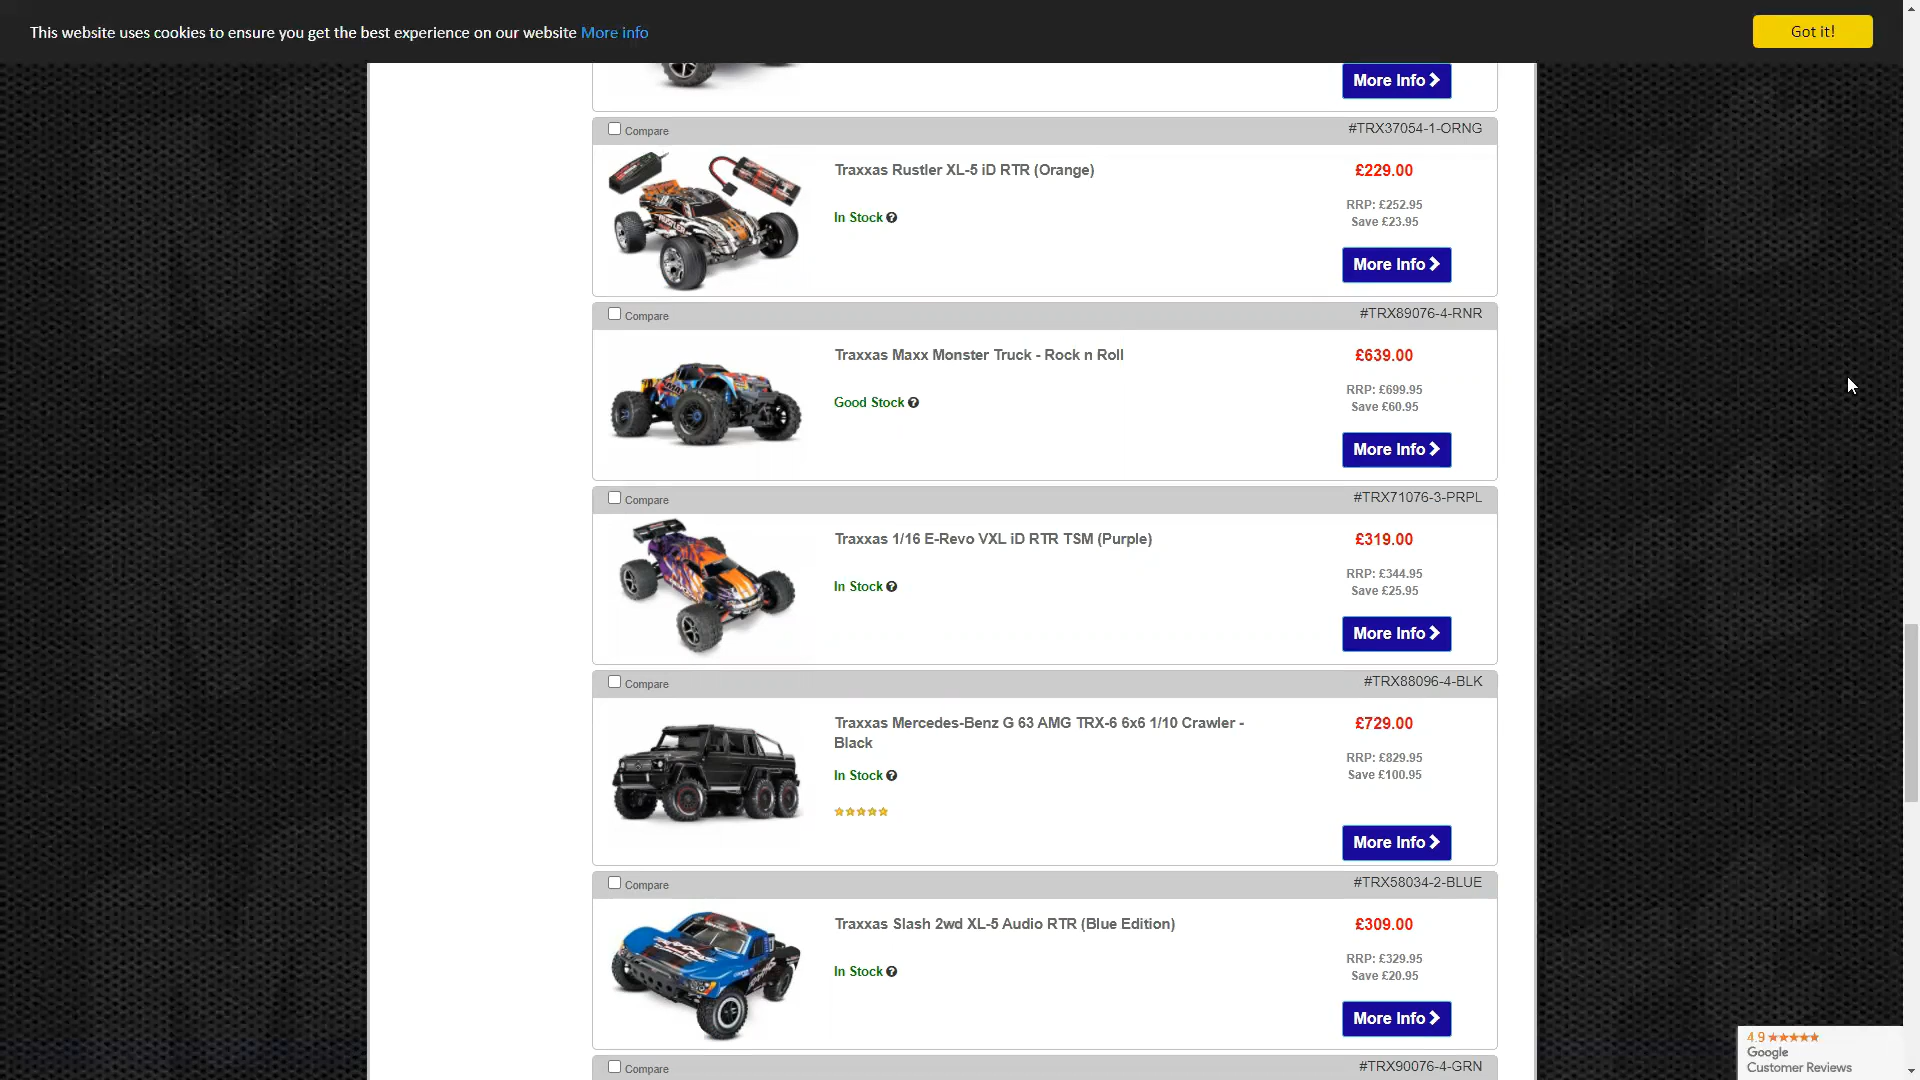 This website uses cookies to ensure you get the best experience on our website More info
Got it!
More Info
Compare
#TRX37054-1-ORNG
Traxxas Rustler XL-5 iD RTR (Orange)
£229.00
In Stock
RRP: £252.95
Save £23.95
More Info
Compare
#TRX89076-4-RNR
Traxxas Maxx Monster Truck - Rock n Roll
£639.00
Good Stock
RRP: £699.95
Save £60.95
More Info
Compare
#TRX71076-3-PRPL
Traxxas 1/16 E-Revo VXL iD RTR TSM (Purple)
£319.00
In Stock
RRP: £344.95
Save £25.95
More Info
Compare
#TRX88096-4-BLK
Traxxas Mercedes-Benz G 63 AMG TRX-6 6x6 1/10 Crawler -
Black
£729.00
In Stock
RRP: £829.95
Save £100.95
More Info
Compare
#TRX58034-2-BLUE
Traxxas Slash 2wd XL-5 Audio RTR (Blue Edition)
£309.00
In Stock
RRP: £329.95
Save £20.95
More Info
Compare
#TRX90076-4-GRN
4.9
Google
Customer Reviews